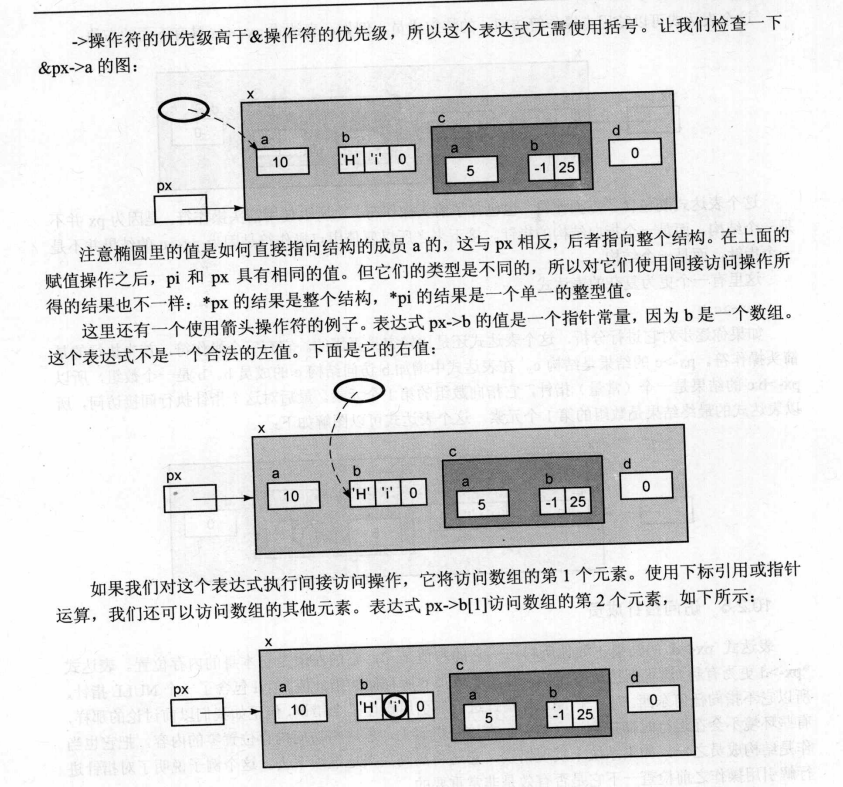 ->操作符的优先级高于&操作符的优先级，所以这个表达式无需使用括号。让我们检查一下
&px->a 的图：
x
a
b
c
a
b
d
10
'H' 'i' 0
5
-1 25
0
px
注意椭圆里的值是如何直接指向结构的成员 a 的，这与 px 相反，后者指向整个结构。在上面的
赋值操作之后，pi 和 px 具有相同的值。但它们的类型是不同的，所以对它们使用间接访问操作所
得的结果也不一样：*px 的结果是整个结构，*pi 的结果是一个单一的整型值。
这里还有一个使用箭头操作符的例子。表达式 px->b 的值是一个指针常量，因为 b 是一个数组。
这个表达式不是一个合法的左值。下面是它的右值：
x
px
a
b
c
a
b
d
10
'H' 'i' 0
5
-1 25
0
如果我们对这个表达式执行间接访问操作，它将访问数组的第 1 个元素。使用下标引用或指针
运算，我们还可以访问数组的其他元素。表达式 px->b[1]访问数组的第 2 个元素，如下所示：
x
px
a
b
c
a
b
d
10
'H' 'i' 0
5
-1 25
0